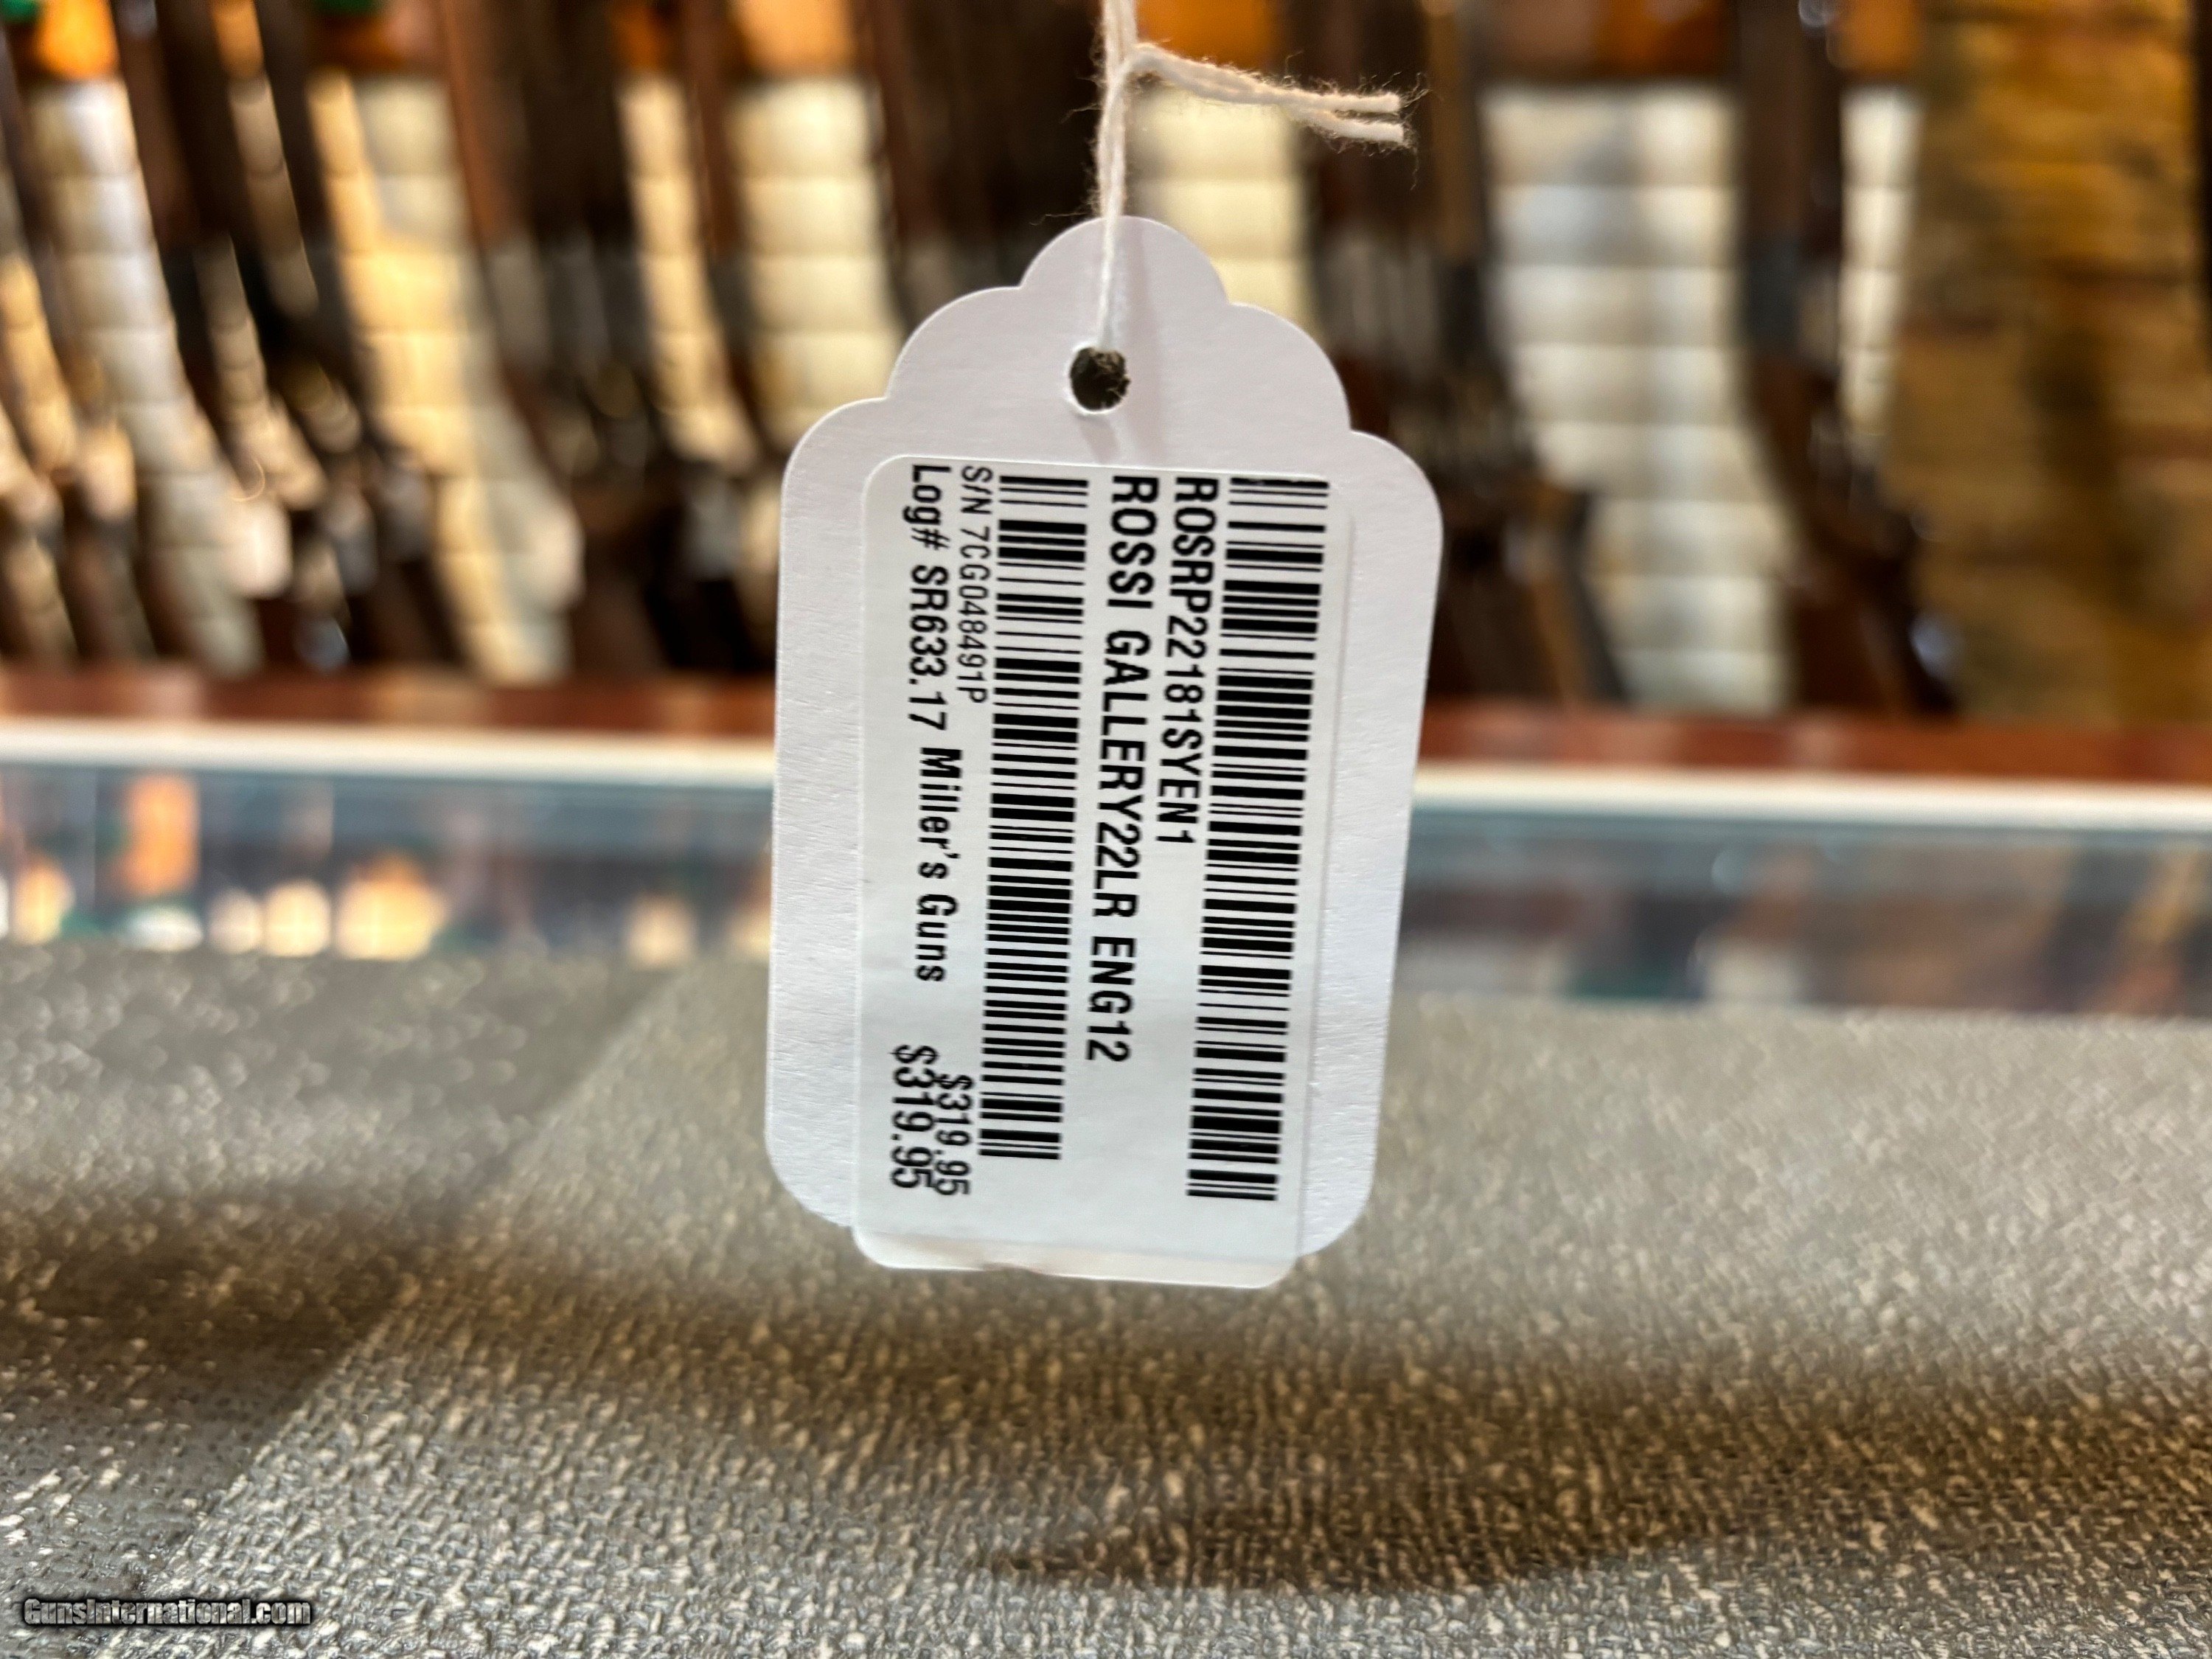 ROSRP22181SYEN1
ROSSI GALLERY22LR ENG12
S/N 7CG048491P
$319.95
Log# SR633.17 Miller's Guns
$319.95
GunsInternational.com